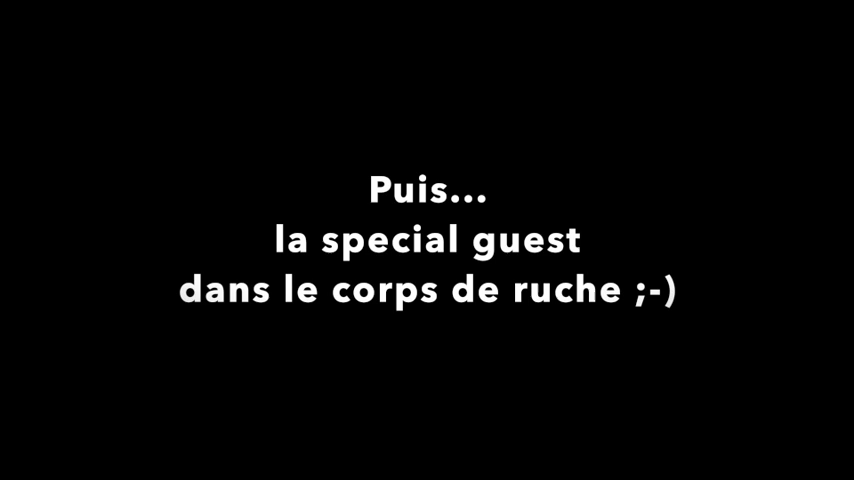 Puis...
la special guest
dans le corps de ruche ;-)